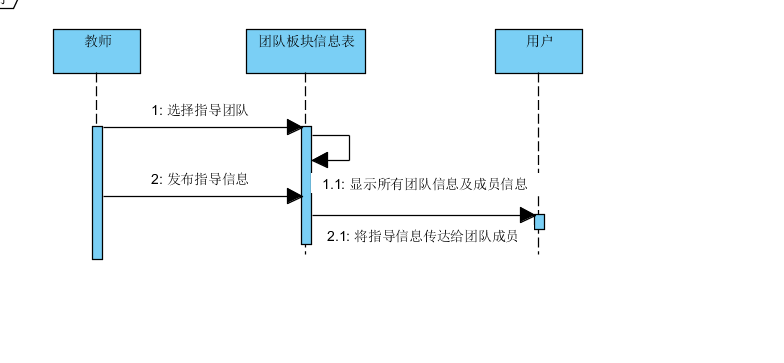 教师
团队板块信息表
用户
1: 选择指导团队
1.1: 显示所有团队信息及成员信息
2: 发布指导信息
2.1: 将指导信息传达给团队成员